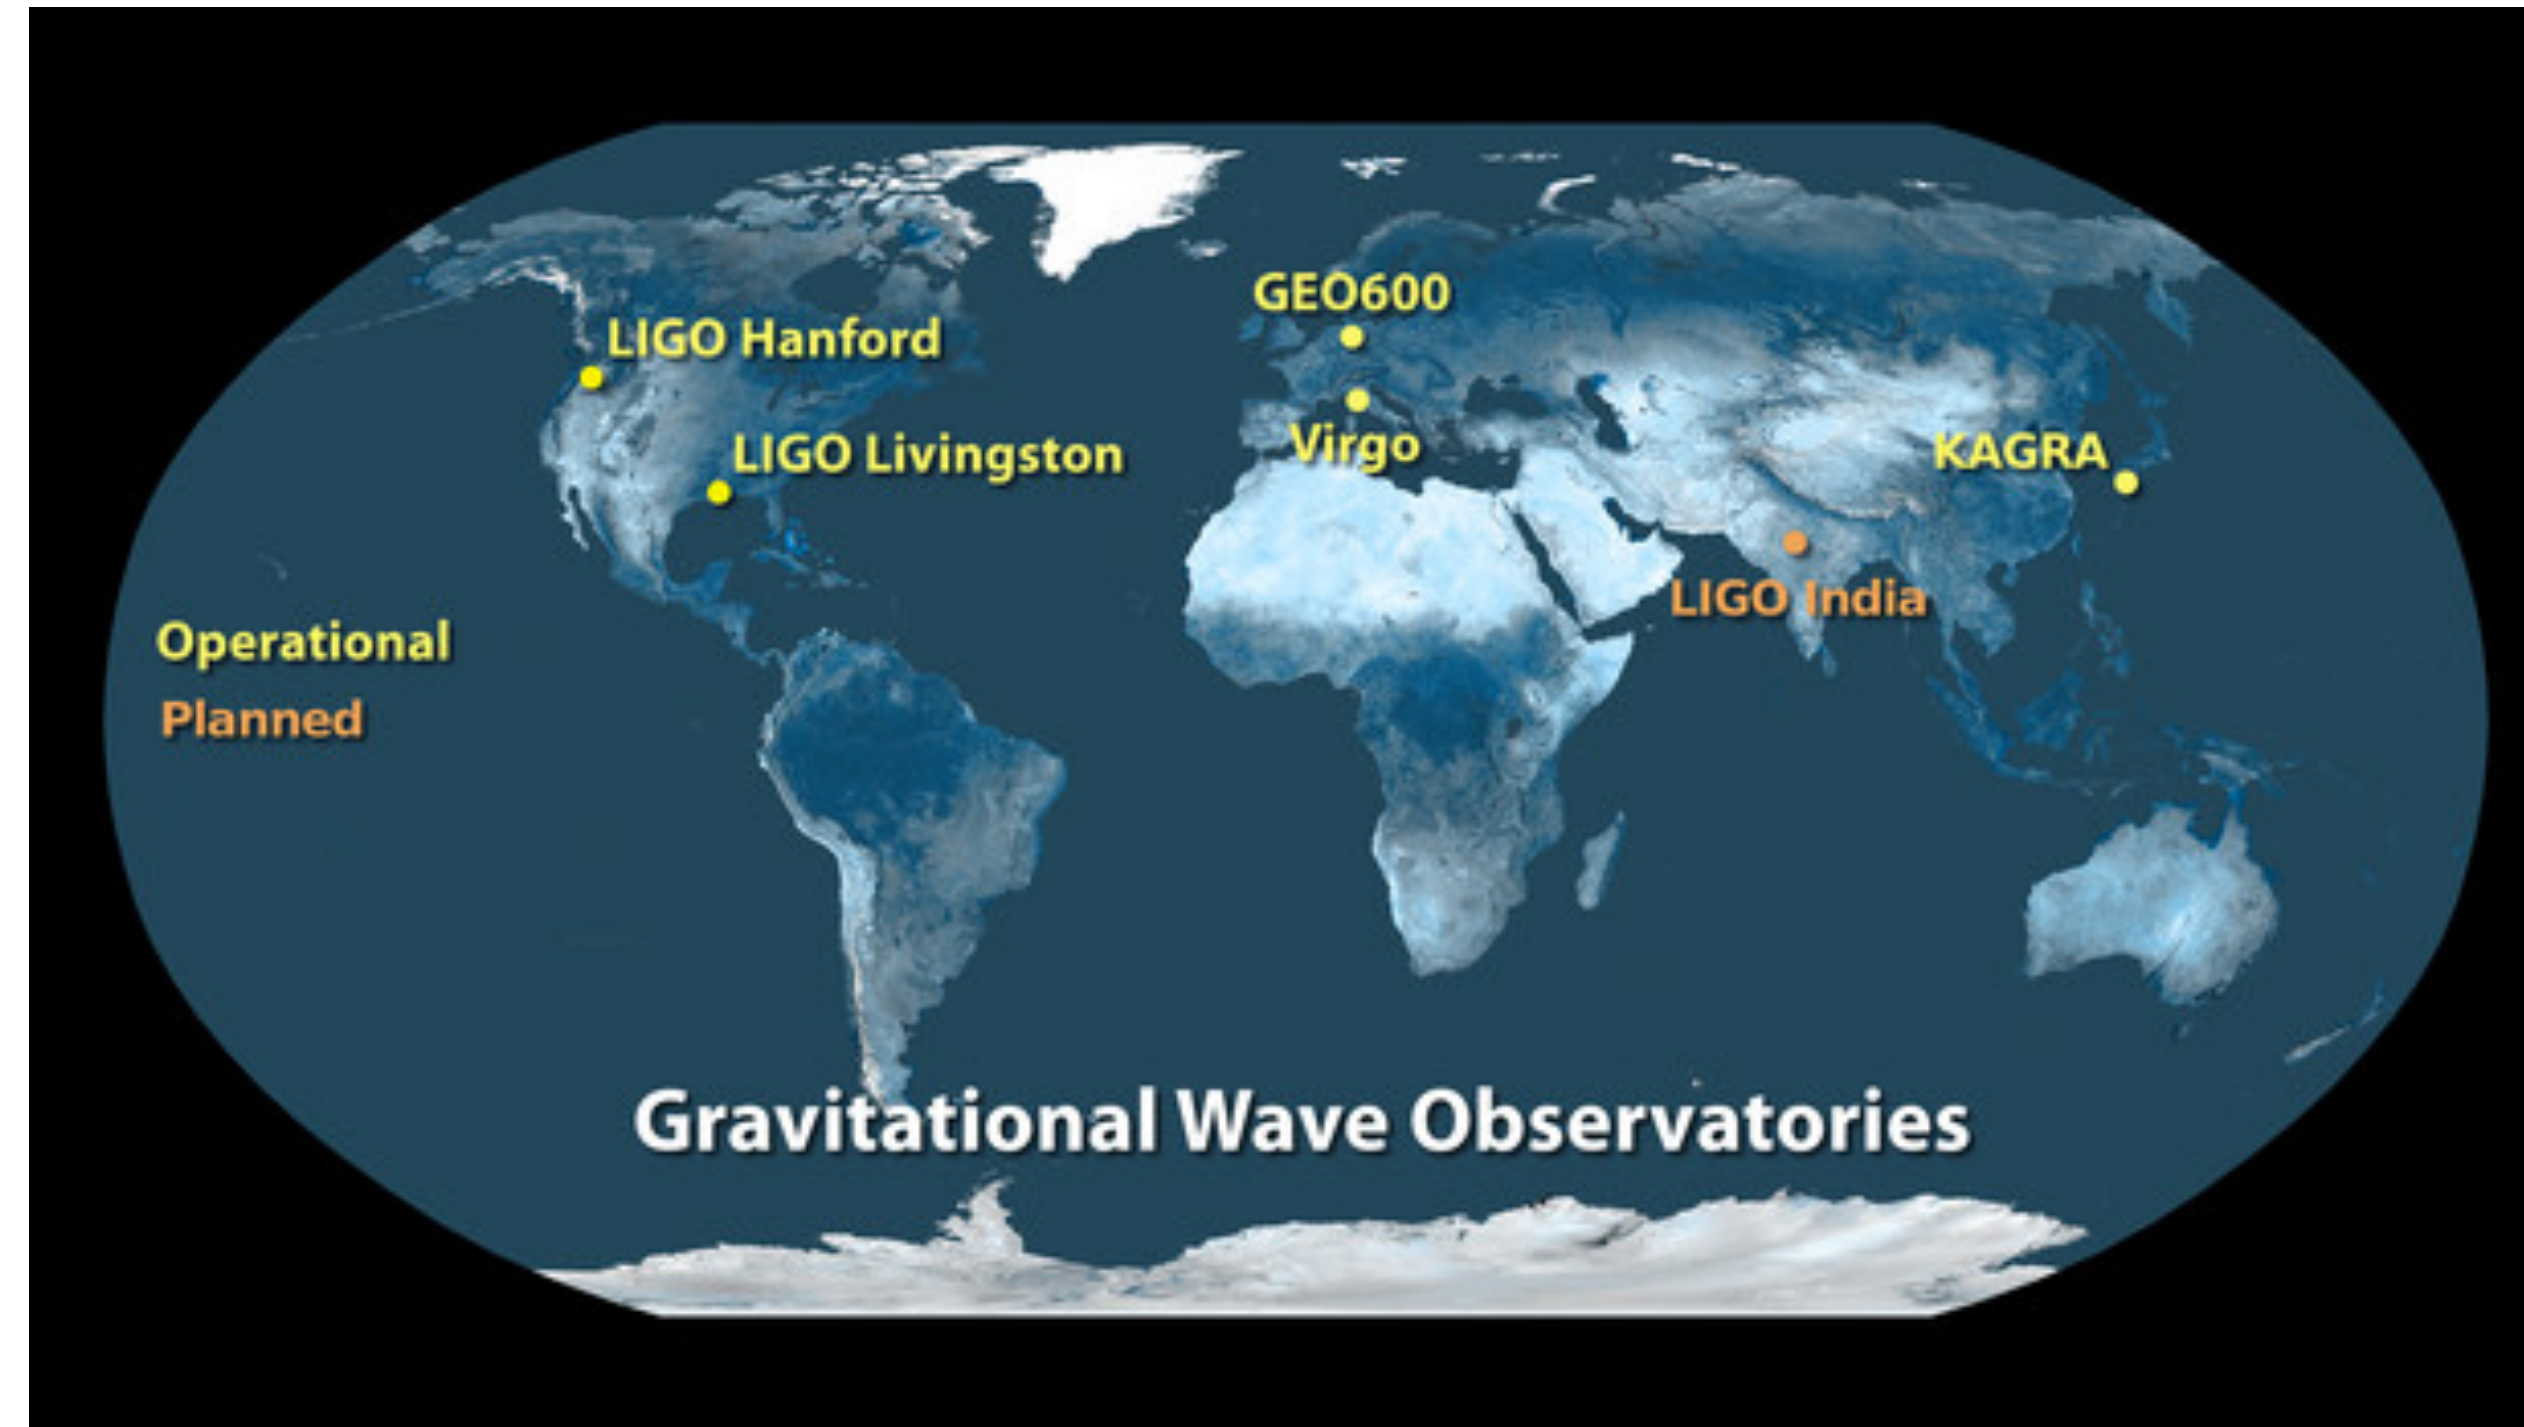 GEO600
LIGO Hanford
Virgo
LIGO Livingston
KAGRA
LIGO India
Operational
Planned
Gravitational Wave Observatories